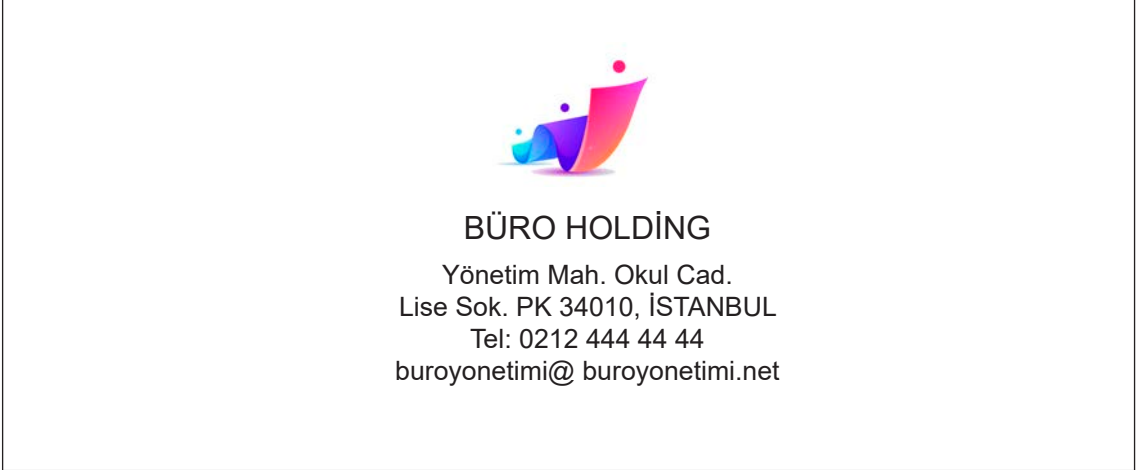 BÜRO HOLDİNG
Yönetim Mah. Okul Cad.
Lise Sok. PK 34010, İSTANBUL
Tel: 0212 444 44 44
buroyonetimi@ buroyonetimi.net